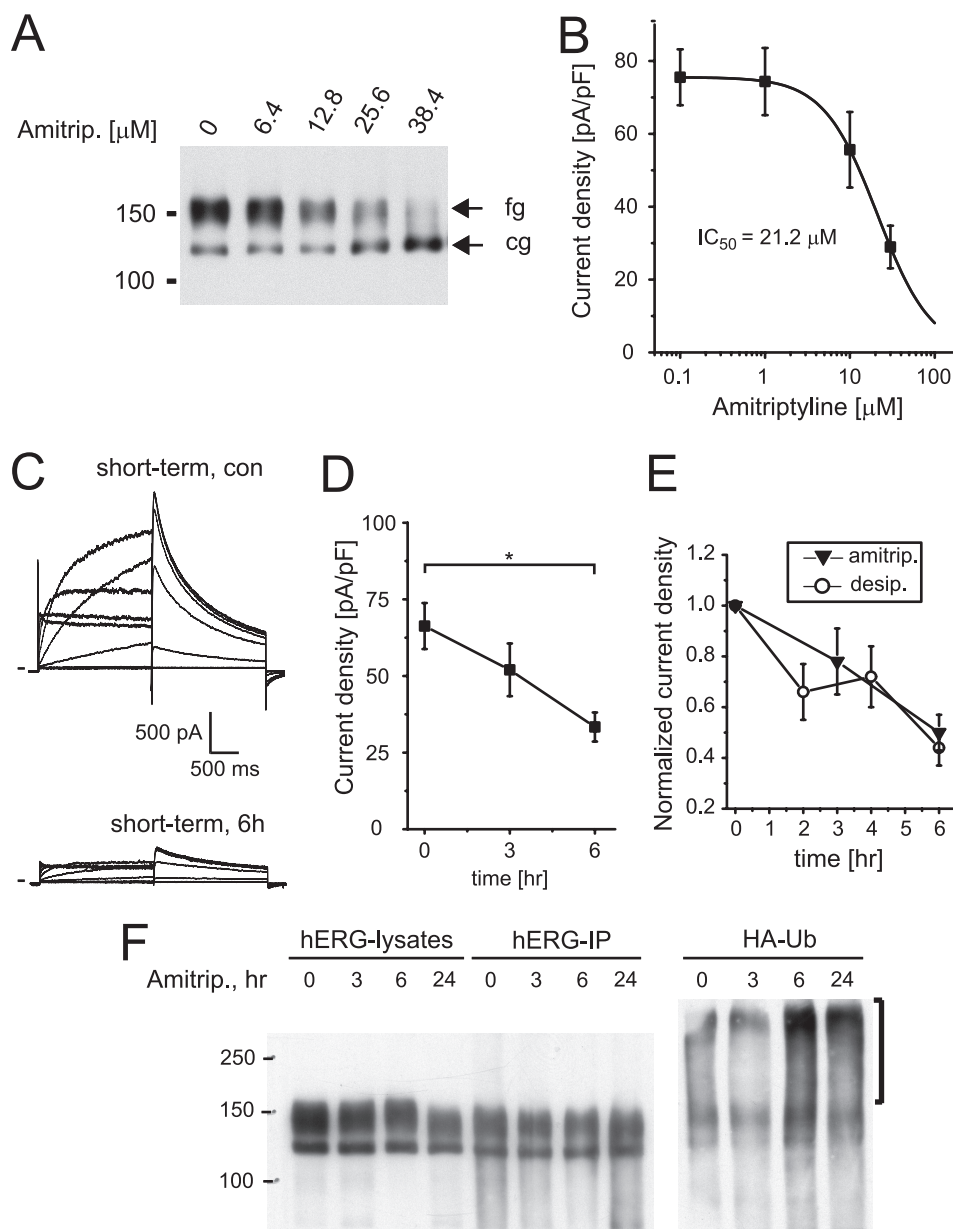 A
Amitrip. [μM]
0 6.4 12.8 25.6 38.4
150
100
fg
cg
B
Current density [pA/pF]
80
60
40
20
0
IC50 = 21.2 μM
0.1 1 10 100
Amitriptyline [μM]
C
short-term, con
500 pA
500 ms
short-term, 6h
D
Current density [pA/pF]
100
75
50
25
0
*
0 3 6
time [hr]
E
Normalized current density
1.2
1.0
0.8
0.6
0.4
0.2
amitrip.
desip.
0 1 2 3 4 5 6
time [hr]
F
hERG-lysates hERG-IP HA-Ub
Amitrip., hr 0 3 6 24 0 3 6 24 0 3 6 24
250
150
100